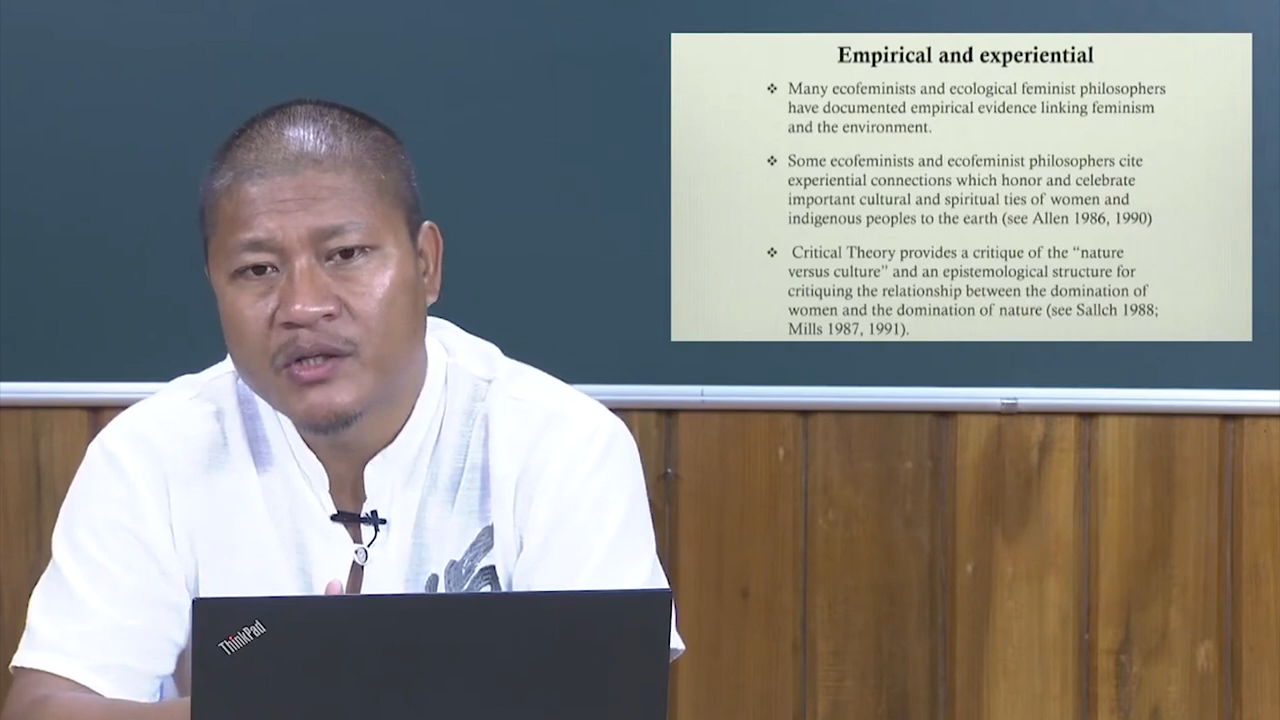 Empirical and experiential
❖ Many ecofeminists and ecological feminist philosophers
have documented empirical evidence linking feminism
and the environment.
❖ Some ecofeminists and ecofeminist philosophers cite
experiential connections which honor and celebrate
important cultural and spiritual ties of women and
indigenous peoples to the earth (see Allen 1986, 1990)
❖ Critical Theory provides a critique of the “nature
versus culture” and an epistemological structure for
critiquing the relationship between the domination of
women and the domination of nature (see Sallch 1988;
Mills 1987, 1991).
ThinkPad